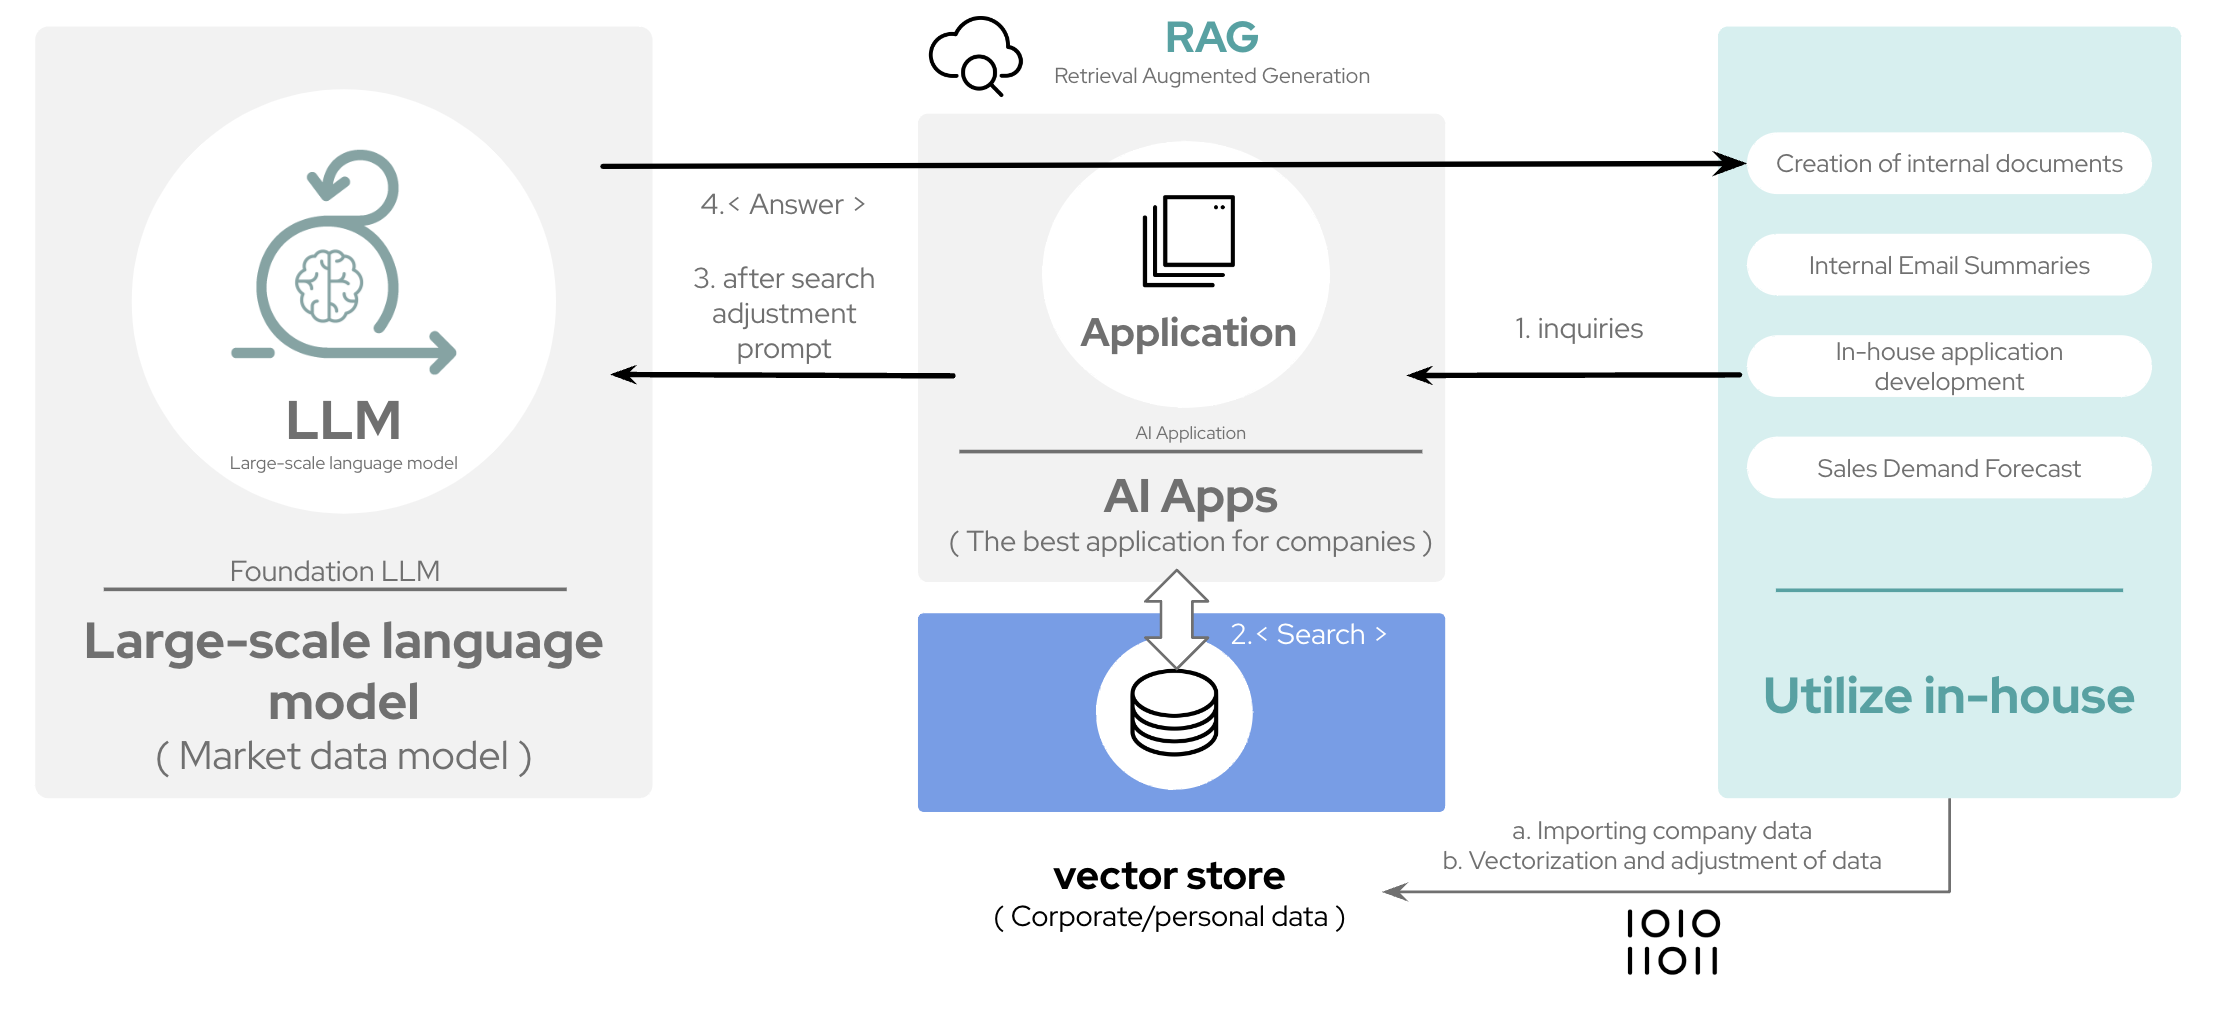 RAG
Retrieval Augmented Generation
LLM
Large-scale language model
Foundation LLM
Large-scale language
model
( Market data model )
4.< Answer >
3. after search
adjustment
prompt
Application
AI Application
AI Apps
( The best application for companies )
2.< Search >
vector store
( Corporate/personal data )
1. inquiries
Creation of internal documents
Internal Email Summaries
In-house application
development
Sales Demand Forecast
Utilize in-house
a. Importing company data
b. Vectorization and adjustment of data
1010
11011